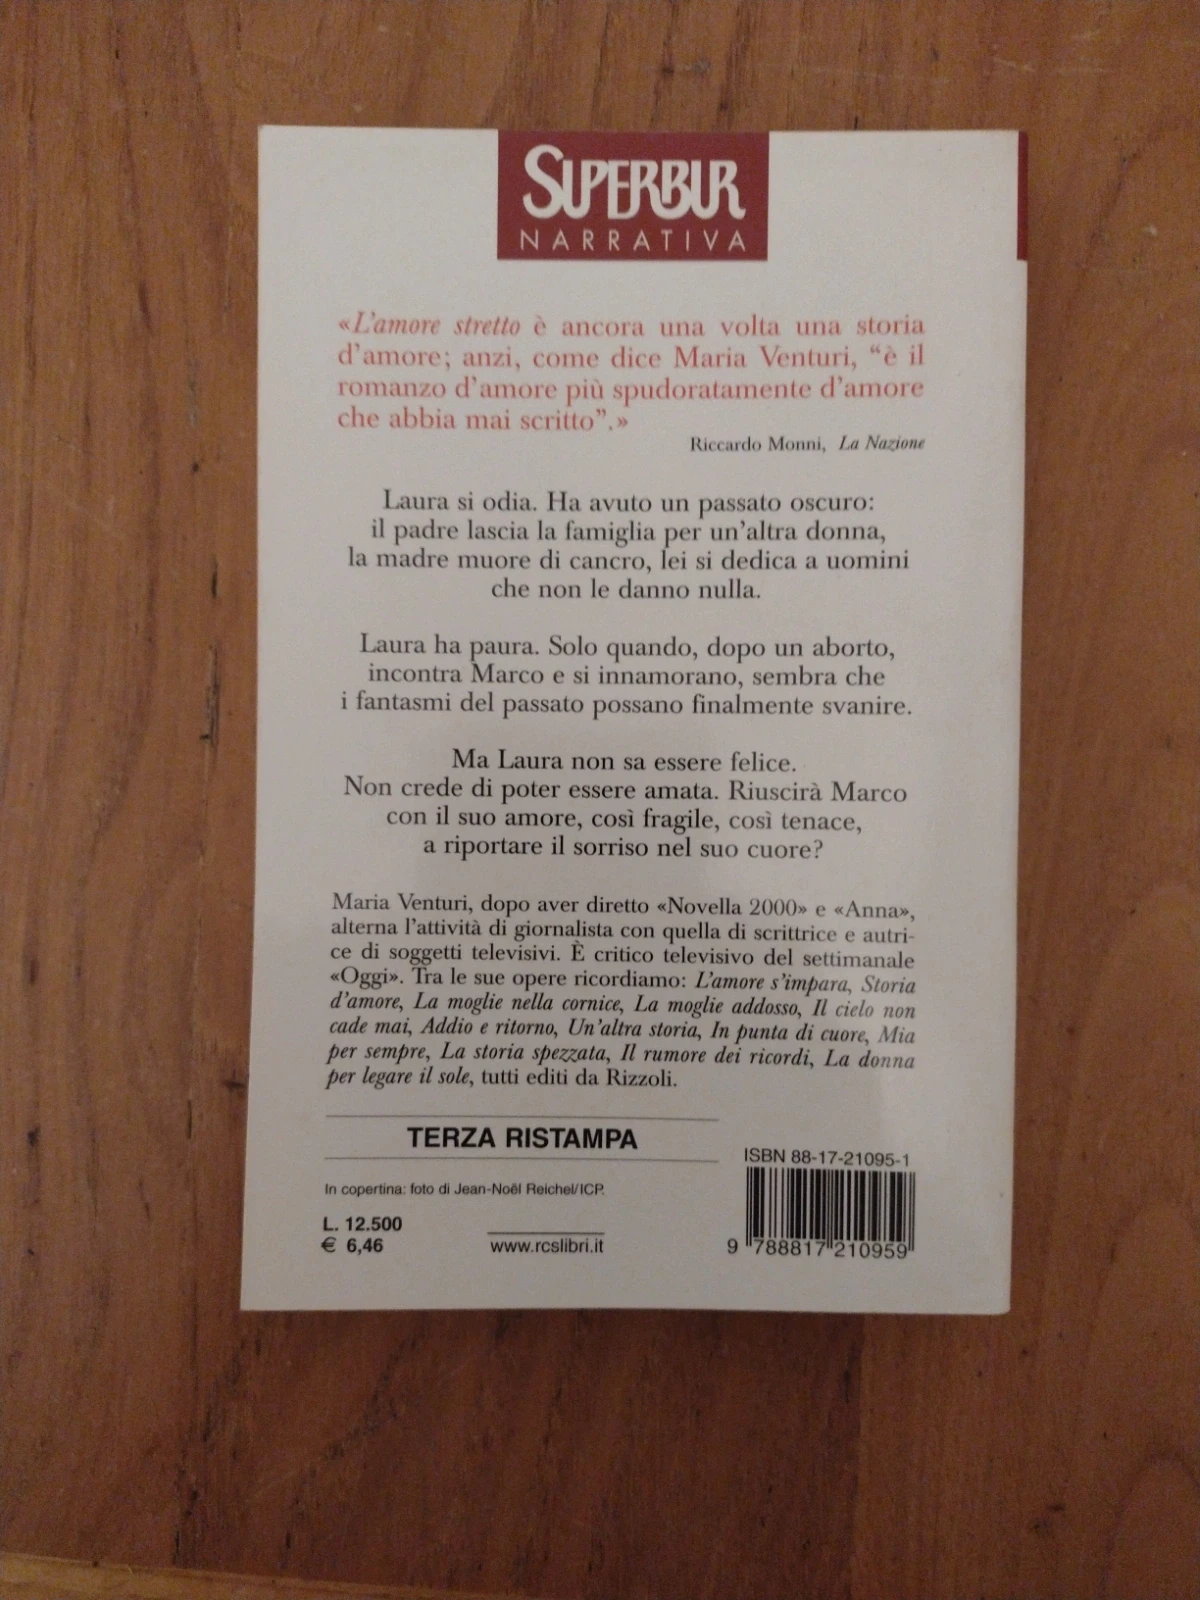 SUPERBUR
NARRATIVA
«L'amore stretto è ancora una volta una storia
d'amore; anzi, come dice Maria Venturi, “è il
romanzo d'amore più spudoratamente d'amore
che abbia mai scritto”.»
Riccardo Monni, La Nazione
Laura si odia. Ha avuto un passato oscuro:
il padre lascia la famiglia per un'altra donna,
la madre muore di cancro, lei si dedica a uomini
che non le danno nulla.
Laura ha paura. Solo quando, dopo un aborto,
incontra Marco e si innamorano, sembra che
i fantasmi del passato possano finalmente svanire.
Ma Laura non sa essere felice.
Non crede di poter essere amata. Riuscirà Marco
con il suo amore, così fragile, così tenace,
a riportare il sorriso nel suo cuore?
Maria Venturi, dopo aver diretto «Novella 2000» e «Anna»,
alterna l'attività di giornalista con quella di scrittrice e autri-
ce di soggetti televisivi. È critico televisivo del settimanale
«Oggi». Tra le sue opere ricordiamo: L'amore s'impara, Storia
d'amore, La moglie nella cornice, La moglie addosso, Il cielo non
cade mai, Addio e ritorno, Un'altra storia, In punta di cuore, Mia
per sempre, La storia spezzata, Il rumore dei ricordi, La donna
per legare il sole, tutti editi da Rizzoli.
TERZA RISTAMPA
ISBN 88-17-21095-1
In copertina: foto di Jean-Noël Reichel/ICP.
L. 12.500
€ 6,46
www.rcslibri.it
9 788817 210959